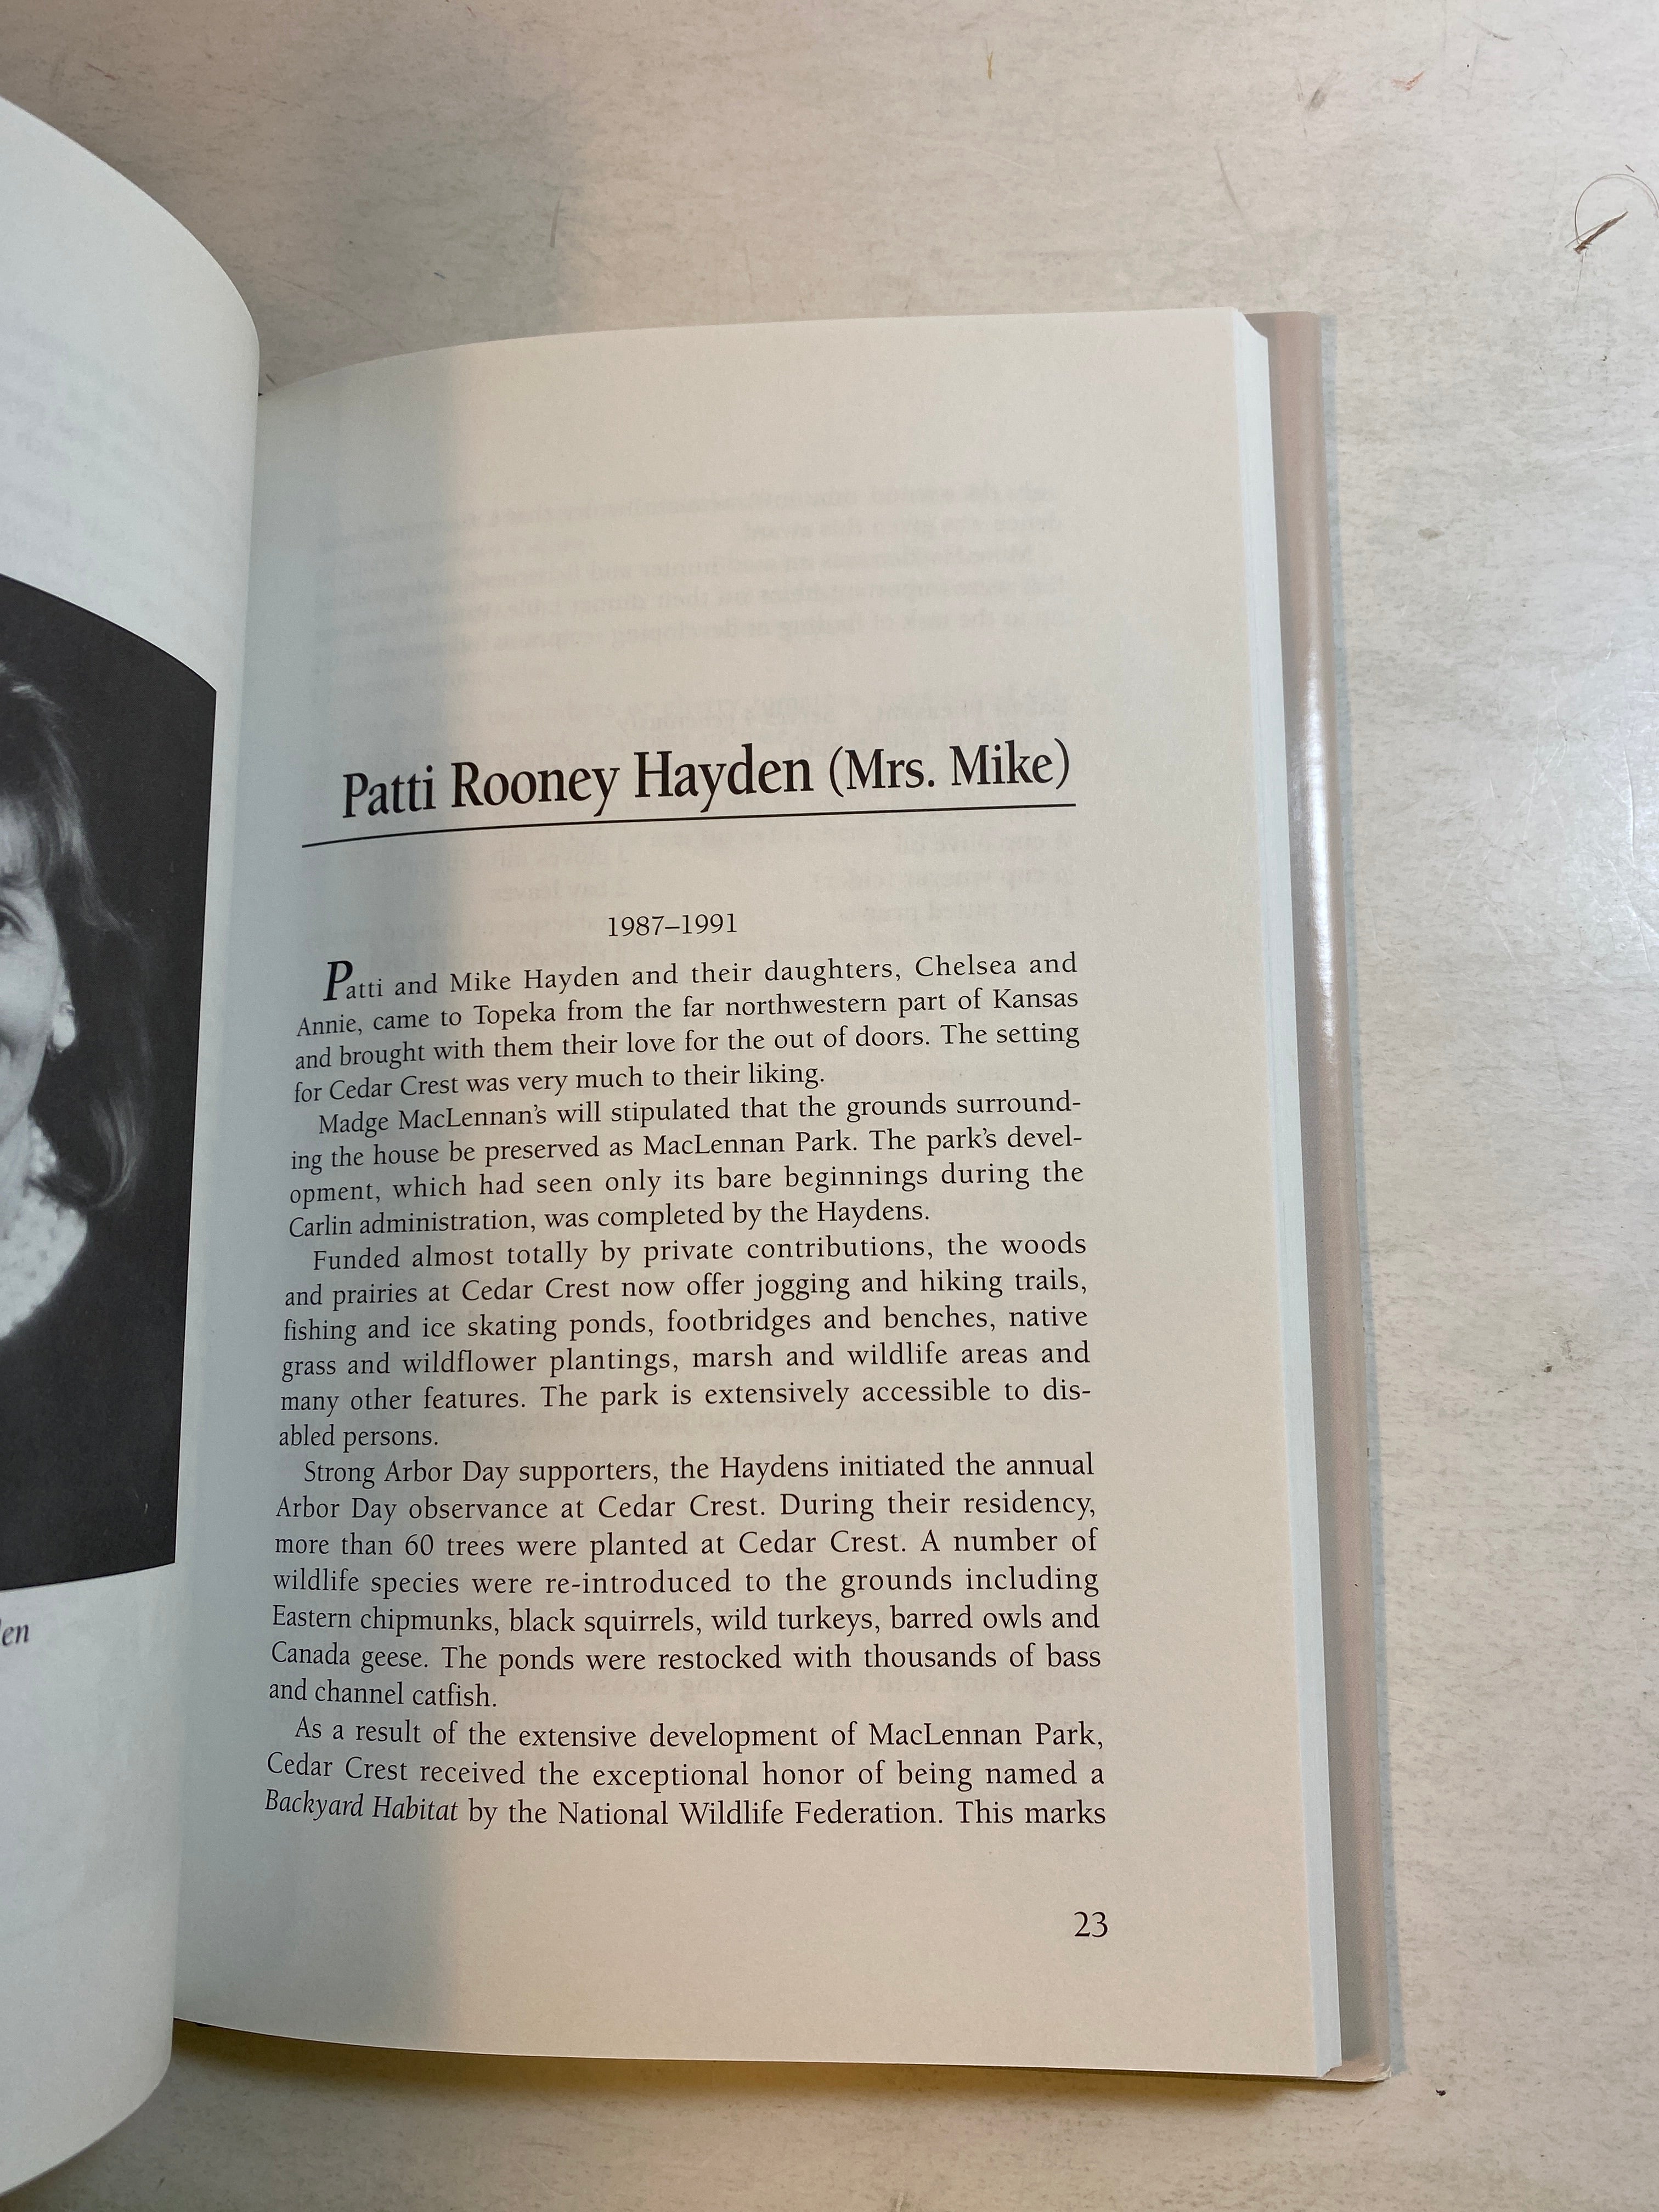 en
Patti Rooney Hayden (Mrs. Mike)
1987–1991
Patti and Mike Hayden and their daughters, Chelsea and
Annie, came to Topeka from the far northwestern part of Kansas
and brought with them their love for the out of doors. The setting
for Cedar Crest was very much to their liking.
Madge MacLennan's will stipulated that the grounds surround-
ing the house be preserved as MacLennan Park. The park's devel-
opment, which had seen only its bare beginnings during the
Carlin administration, was completed by the Haydens.
Funded almost totally by private contributions, the woods
and prairies at Cedar Crest now offer jogging and hiking trails,
fishing and ice skating ponds, footbridges and benches, native
grass and wildflower plantings, marsh and wildlife areas and
many other features. The park is extensively accessible to dis-
abled persons.
Strong Arbor Day supporters, the Haydens initiated the annual
Arbor Day observance at Cedar Crest. During their residency,
more than 60 trees were planted at Cedar Crest. A number of
wildlife species were re-introduced to the grounds including
Eastern chipmunks, black squirrels, wild turkeys, barred owls and
Canada geese. The ponds were restocked with thousands of bass
and channel catfish.
As a result of the extensive development of MacLennan Park,
Cedar Crest received the exceptional honor of being named a
Backyard Habitat by the National Wildlife Federation. This marks
23